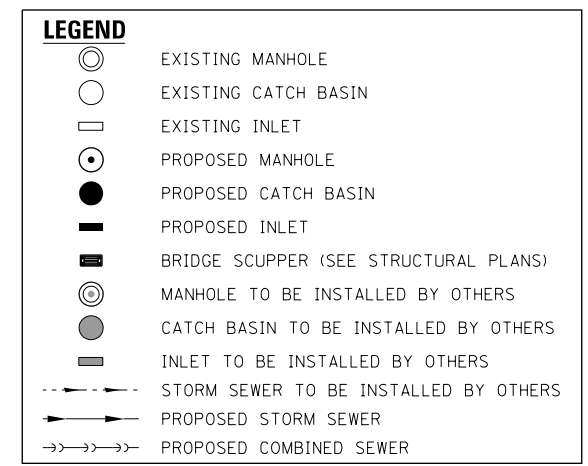 LEGEND
EXISTING MANHOLE
EXISTING CATCH BASIN
EXISTING INLET
PROPOSED MANHOLE
PROPOSED CATCH BASIN
PROPOSED INLET
BRIDGE SCUPPER (SEE STRUCTURAL PLANS)
MANHOLE TO BE INSTALLED BY OTHERS
CATCH BASIN TO BE INSTALLED BY OTHERS
INLET TO BE INSTALLED BY OTHERS
STORM SEWER TO BE INSTALLED BY OTHERS
PROPOSED STORM SEWER
PROPOSED COMBINED SEWER